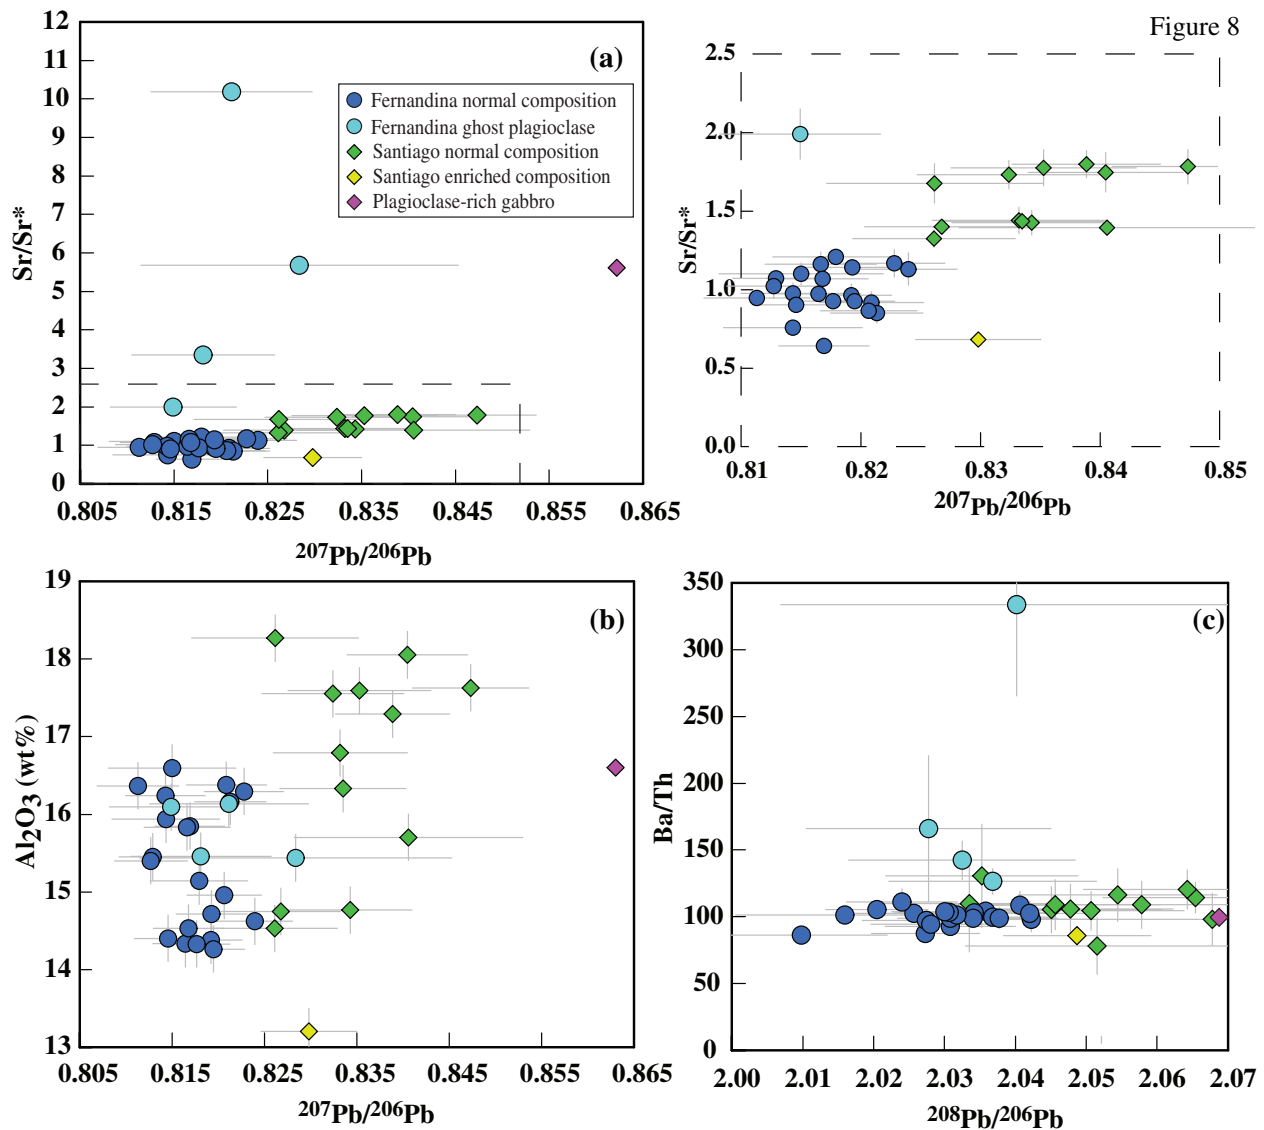 Figure 8
(a)
12
11
10
9
8
7
6
5
4
3
2
1
0
Sr/Sr*
Fernandina normal composition
Fernandina ghost plagioclase
Santiago normal composition
Santiago enriched composition
Plagioclase-rich gabbro
0.805 0.815 0.825 0.835 0.845 0.855 0.865
207Pb/206Pb
2.5
2.0
1.5
1.0
0.5
0.0
Sr/Sr*
0.81 0.82 0.83 0.84 0.85
207Pb/206Pb
(b)
19
18
17
16
15
14
13
Al2O3 (wt%)
0.805 0.815 0.825 0.835 0.845 0.855 0.865
207Pb/206Pb
(c)
350
300
250
200
150
100
50
0
Ba/Th
2.00 2.01 2.02 2.03 2.04 2.05 2.06 2.07
208Pb/206Pb